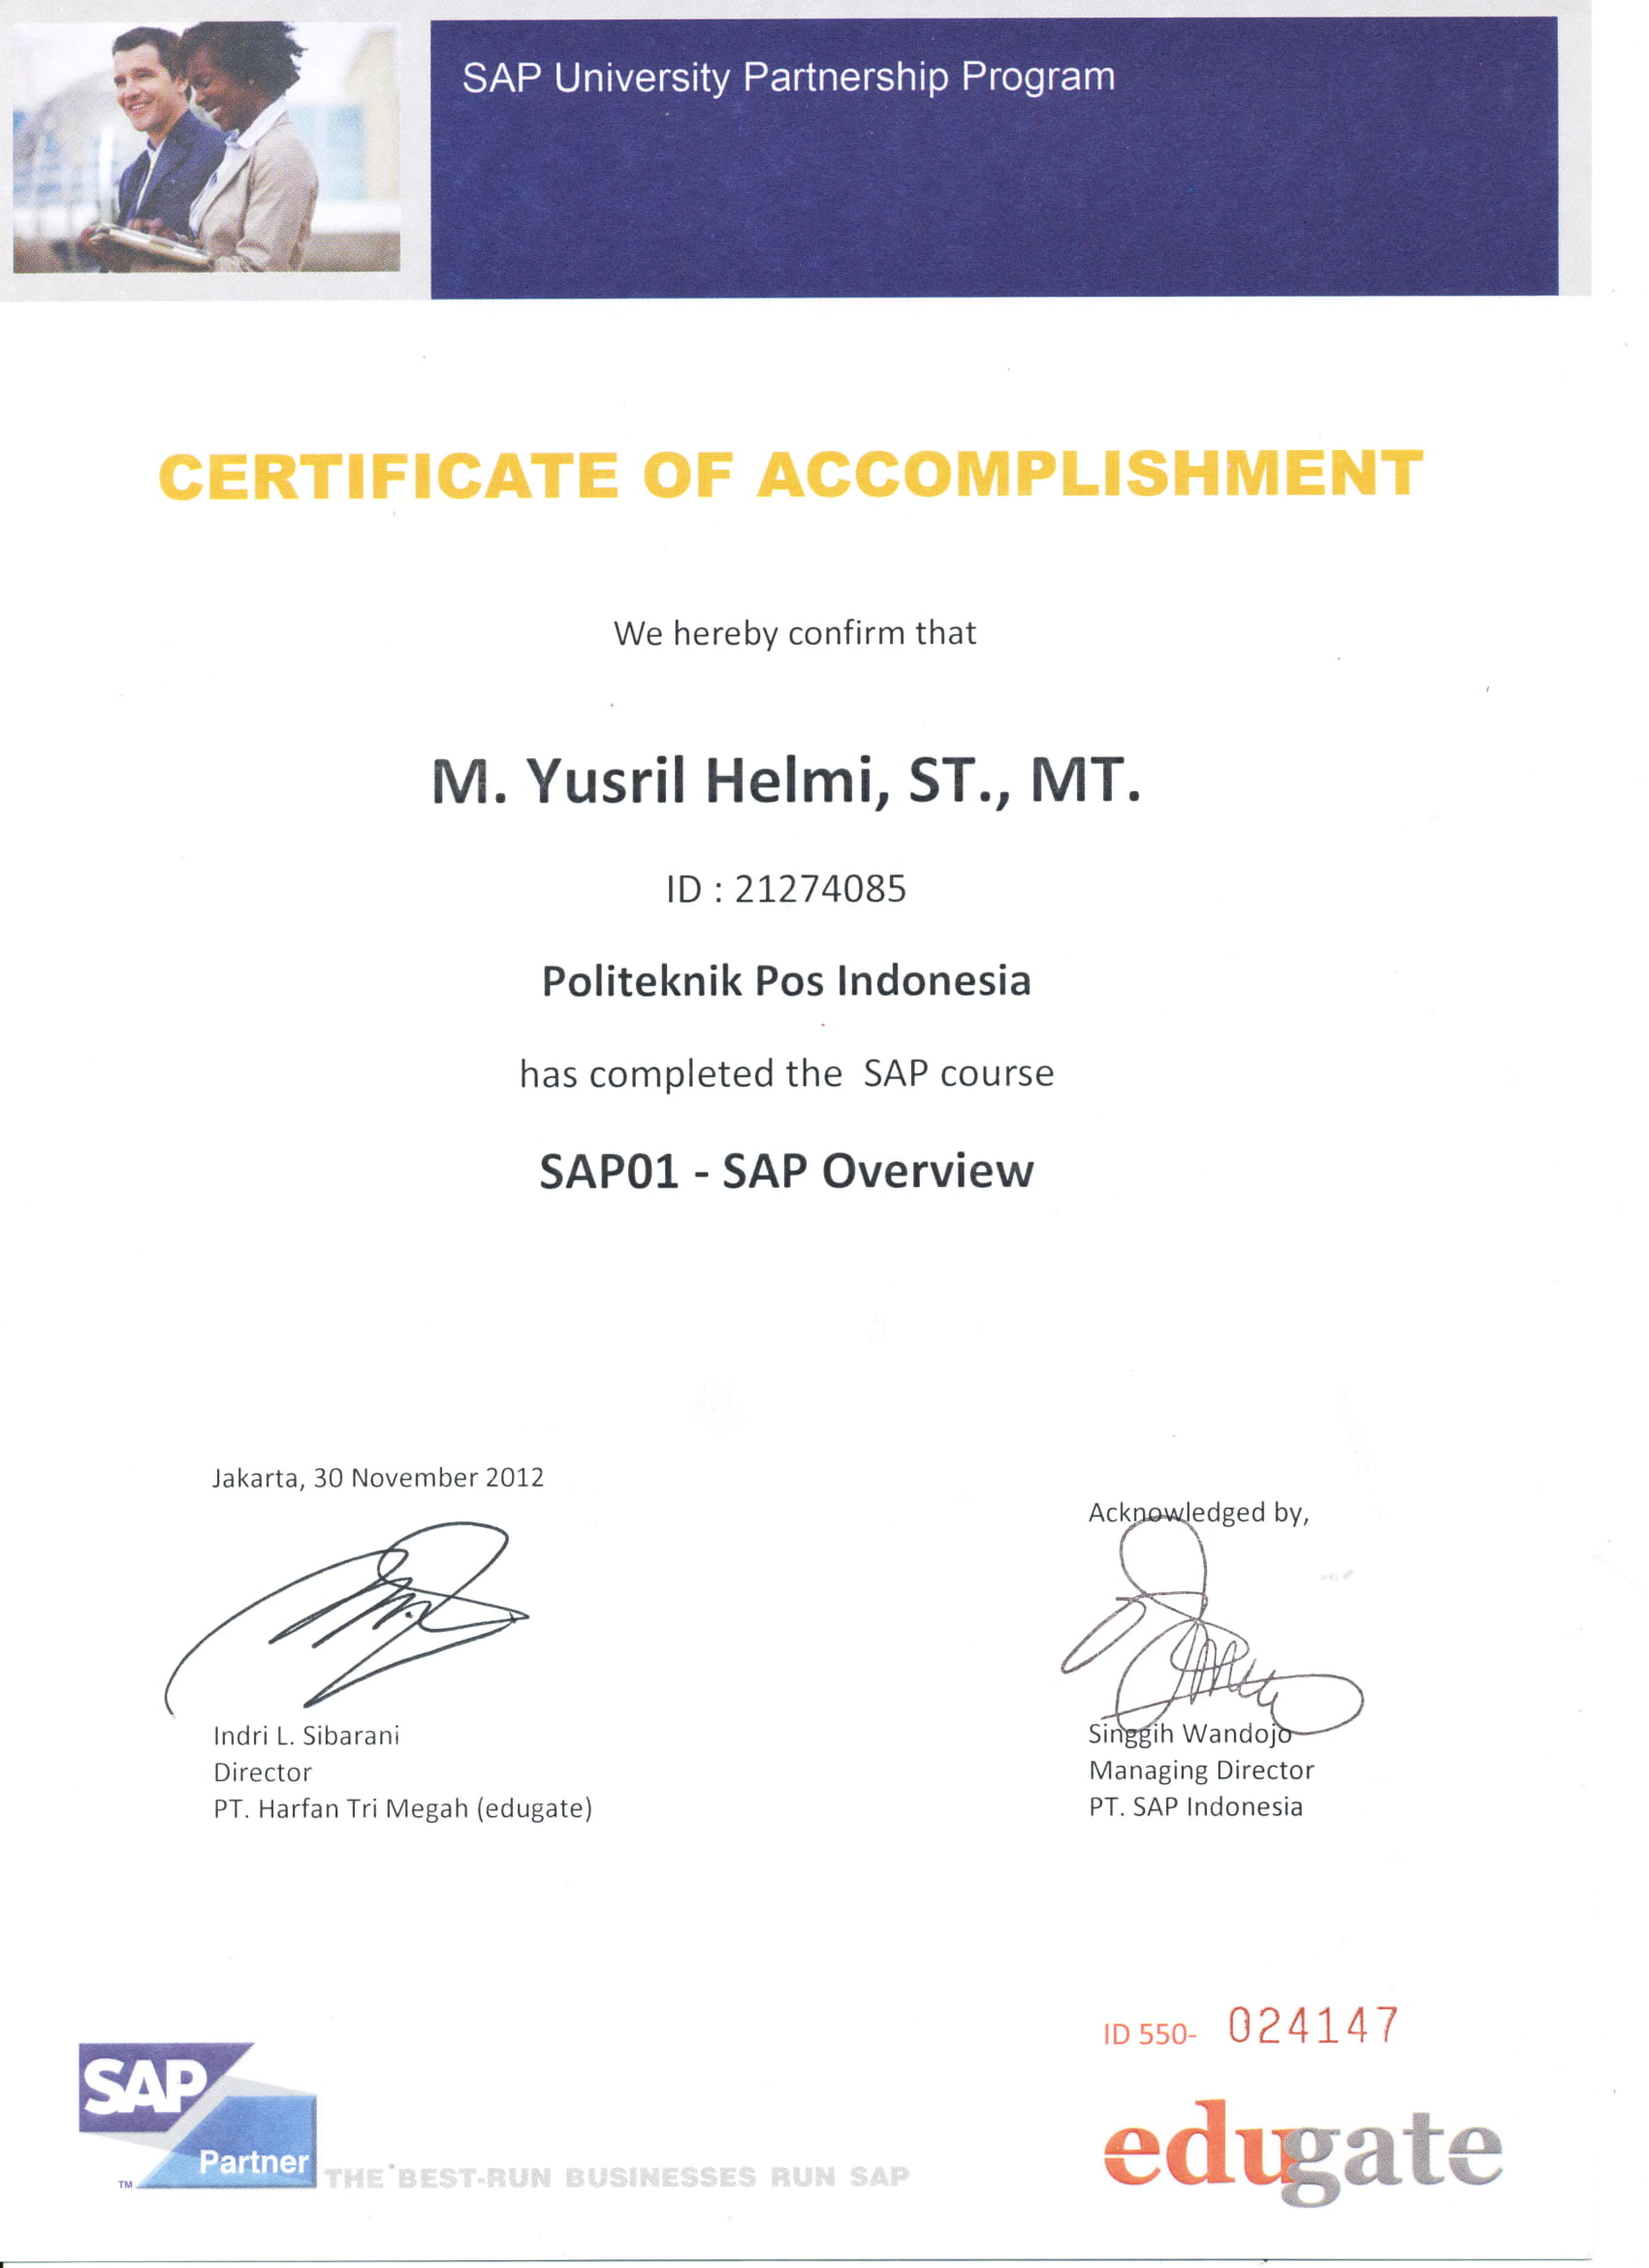 SAP University Partnership Program
CERTIFICATE OF ACCOMPLISHMENT
We hereby confirm that
M. Yusril Helmi, ST., MT.
ID : 21274085
Politeknik Pos Indonesia
has completed the SAP course
SAP01 - SAP Overview
Jakarta, 30 November 2012
Indri L. Sibarani
Director
PT. Harfan Tri Megah (edugate)
Acknowledged by,
Singgih Wandojo
Managing Director
PT. SAP Indonesia
ID 550- 024147
SAP
Partner
TM
THE BEST-RUN BUSINESSES RUN SAP
edugate